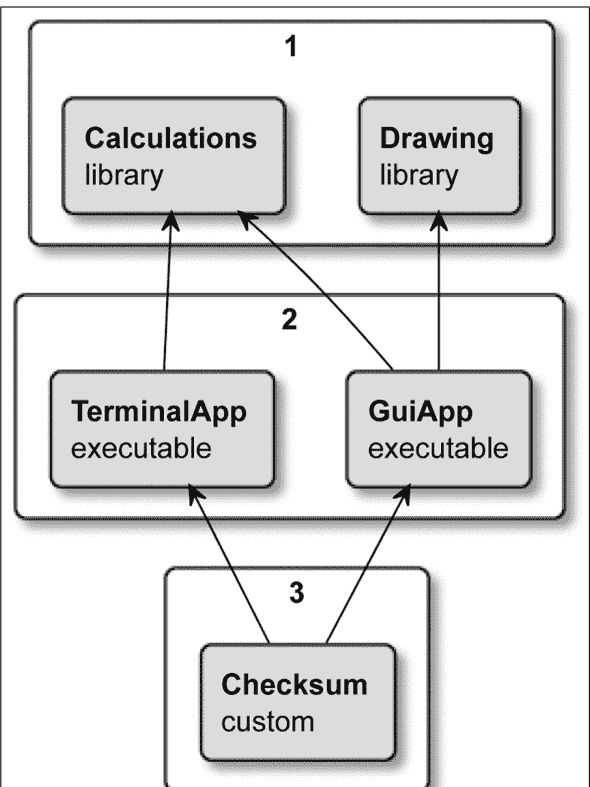 1
Calculations
library
Drawing
library
2
TerminalApp
executable
GuiApp
executable
3
Checksum
custom